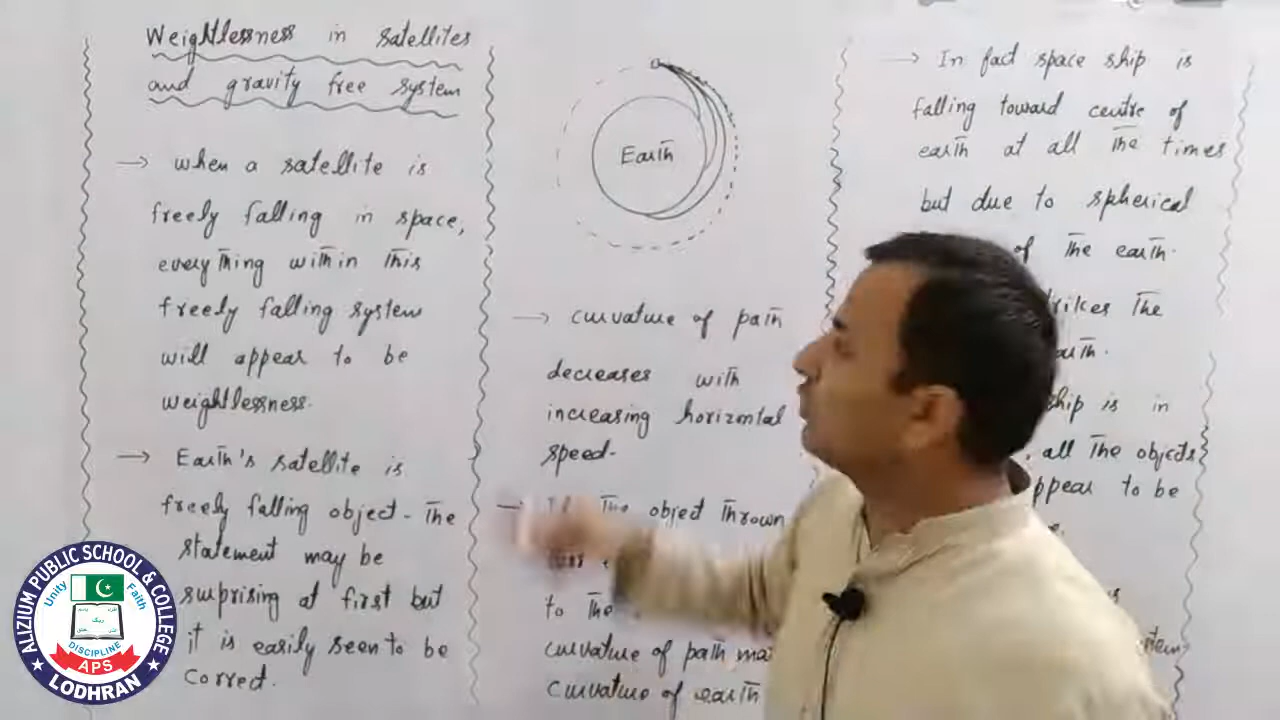 Weightlessness in satellites
and gravity free system
→ when a satellite is
freely falling in space,
everything within this
freely falling system
will appear to be
weightlessness.
→ Earth's satellite is
freely falling object. The
statement may be
surprising at first but
it is easily seen to be
correct.
Earth
→ curvature of path
decreases with
increasing horizontal
speed.
→ the object thrown
to the
curvature of path
curvature of earth
→ In fact space ship is
falling toward centre of
earth at all the times
but due to spherical
of the earth.
the
ship is in
, all the objects
appear to be
ALIZIUM PUBLIC SCHOOL & COLLEGE
Unity
Faith
DISCIPLINE
APS
LODHRAN